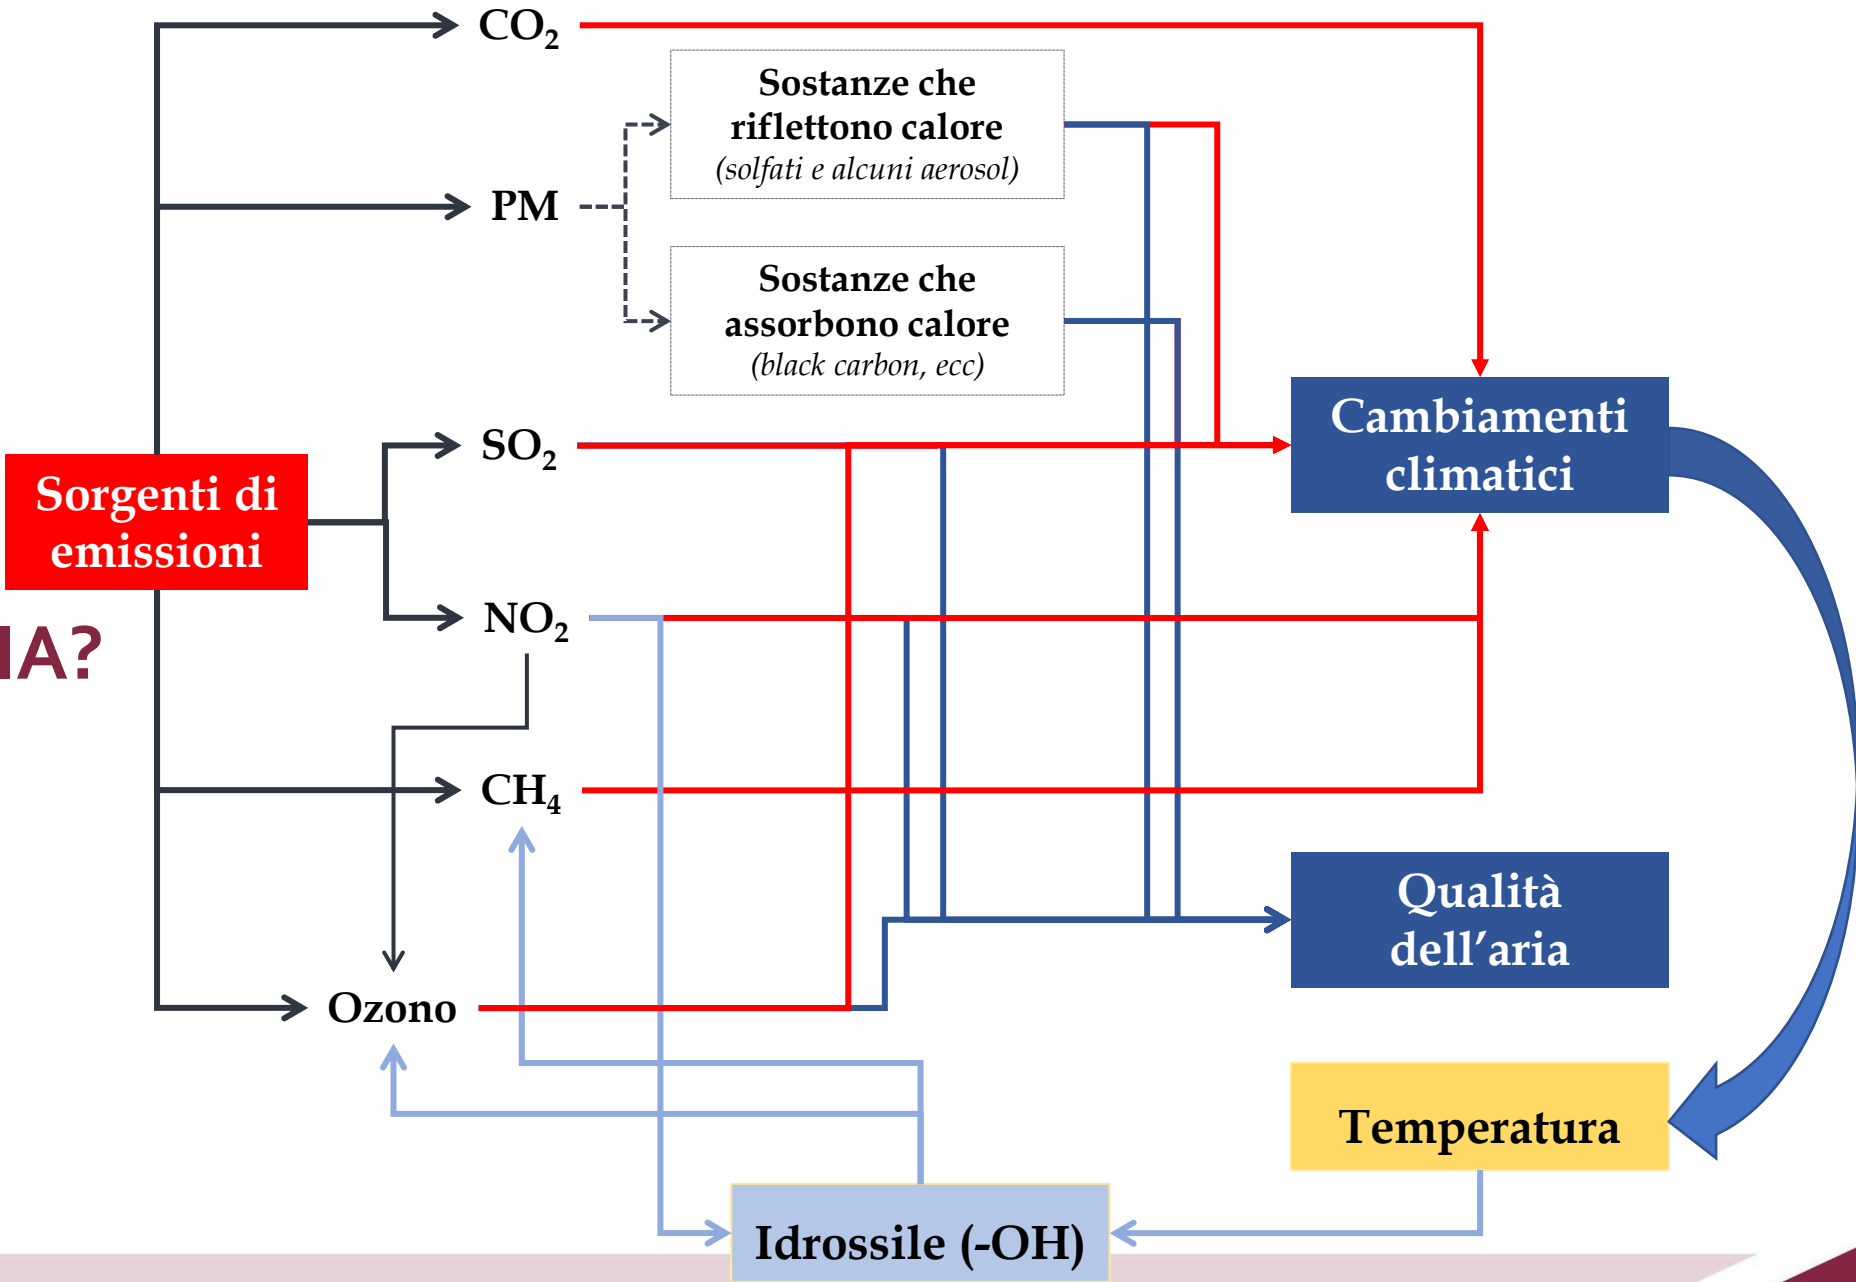 CO₂
Sostanze che
riflettono calore
(solfati e alcuni aerosol)
PM
Sostanze che
assorbono calore
(black carbon, ecc)
Cambiamenti
climatici
SO₂
Sorgenti di
emissioni
NO₂
IA?
CH₄
Qualità
dell’aria
Ozono
Temperatura
Idrossile (-OH)